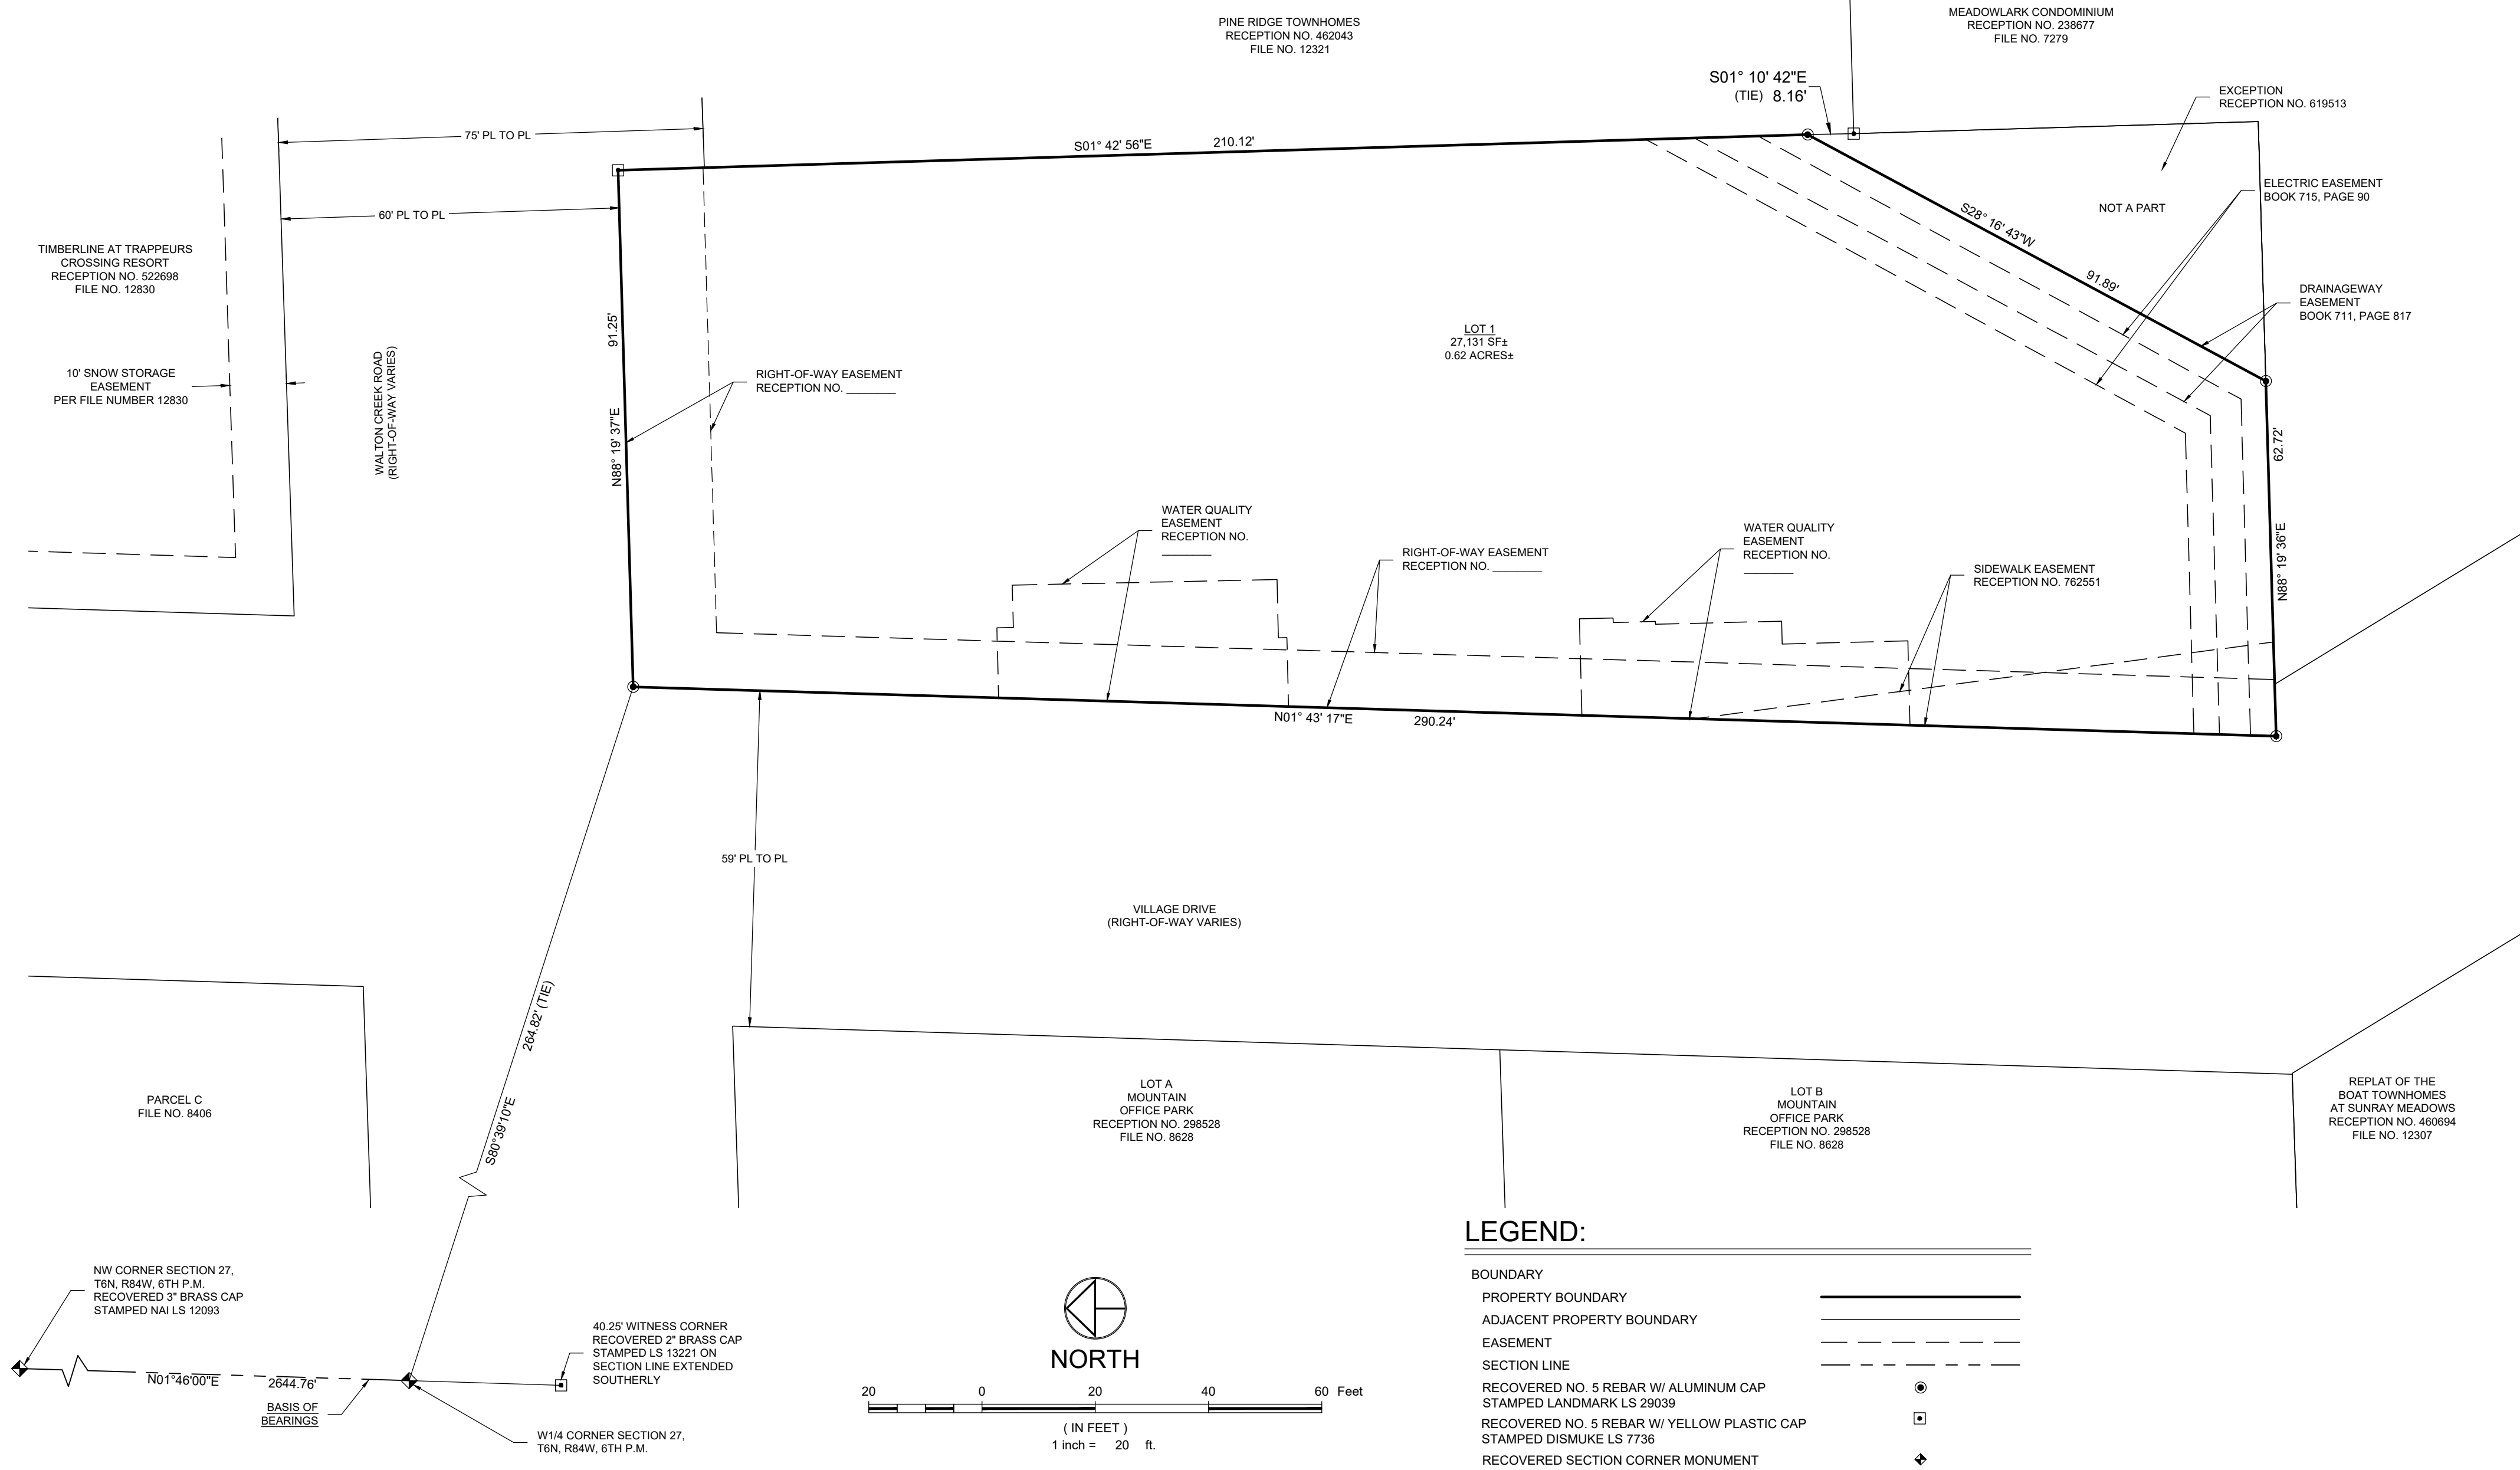 PINE RIDGE TOWNHOMES
RECEPTION NO. 462043
FILE NO. 12321
MEADOWLARK CONDOMINIUM
RECEPTION NO. 238677
FILE NO. 7279
S01° 10' 42"E
(TIE) 8.16'
EXCEPTION
RECEPTION NO. 619513
75' PL TO PL
S01° 42' 56"E 210.12'
60' PL TO PL
NOT A PART
ELECTRIC EASEMENT
BOOK 715, PAGE 90
S28° 16' 43"W
91.89'
TIMBERLINE AT TRAPPEURS
CROSSING RESORT
RECEPTION NO. 522698
FILE NO. 12830
DRAINAGEWAY
EASEMENT
BOOK 711, PAGE 817
91.25'
N88° 19' 37"E
LOT 1
27,131 SF±
0.62 ACRES±
10' SNOW STORAGE
EASEMENT
PER FILE NUMBER 12830
WALTON CREEK ROAD
(RIGHT-OF-WAY VARIES)
RIGHT-OF-WAY EASEMENT
RECEPTION NO. ________
62.72'
N88° 19' 36"E
WATER QUALITY
EASEMENT
RECEPTION NO.
________
RIGHT-OF-WAY EASEMENT
RECEPTION NO. ________
WATER QUALITY
EASEMENT
RECEPTION NO.
________
SIDEWALK EASEMENT
RECEPTION NO. 762551
N01° 43' 17"E 290.24'
59' PL TO PL
VILLAGE DRIVE
(RIGHT-OF-WAY VARIES)
264.82' (TIE)
S80°39'10"E
PARCEL C
FILE NO. 8406
LOT A
MOUNTAIN
OFFICE PARK
RECEPTION NO. 298528
FILE NO. 8628
LOT B
MOUNTAIN
OFFICE PARK
RECEPTION NO. 298528
FILE NO. 8628
REPLAT OF THE
BOAT TOWNHOMES
AT SUNRAY MEADOWS
RECEPTION NO. 460694
FILE NO. 12307
NW CORNER SECTION 27,
T6N, R84W, 6TH P.M.
RECOVERED 3" BRASS CAP
STAMPED NAI LS 12093
N01°46'00"E 2644.76'
BASIS OF
BEARINGS
40.25' WITNESS CORNER
RECOVERED 2" BRASS CAP
STAMPED LS 13221 ON
SECTION LINE EXTENDED
SOUTHERLY
W1/4 CORNER SECTION 27,
T6N, R84W, 6TH P.M.
NORTH
20 0 20 40 60 Feet
( IN FEET )
1 inch = 20 ft.
LEGEND:
BOUNDARY
PROPERTY BOUNDARY
ADJACENT PROPERTY BOUNDARY
EASEMENT
SECTION LINE
RECOVERED NO. 5 REBAR W/ ALUMINUM CAP
STAMPED LANDMARK LS 29039
RECOVERED NO. 5 REBAR W/ YELLOW PLASTIC CAP
STAMPED DISMUKE LS 7736
RECOVERED SECTION CORNER MONUMENT